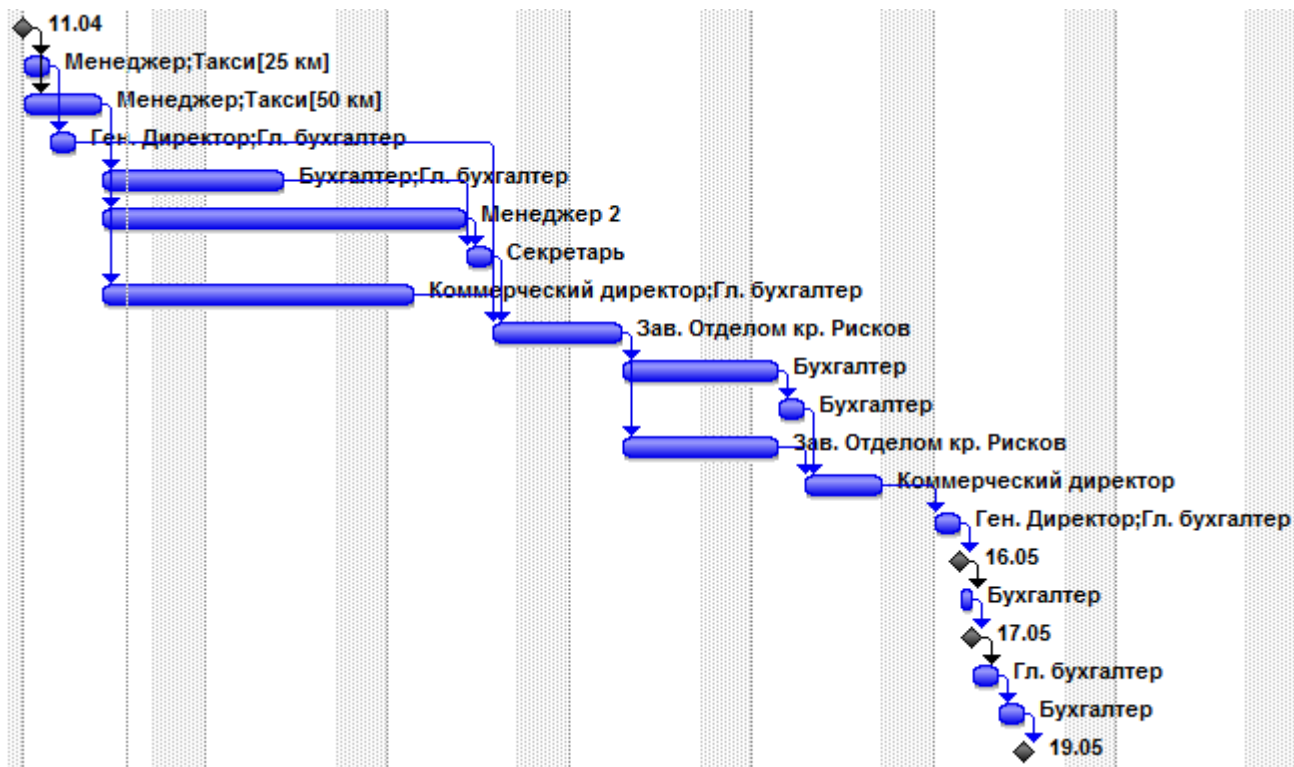 11.04
Менеджер;Такси[25 км]
Менеджер;Такси[50 км]
Ген. Директор;Гл. бухгалтер
Бухгалтер;Гл. бухгалтер
Менеджер 2
Секретарь
Коммерческий директор;Гл. бухгалтер
Зав. Отделом кр. Рисков
Бухгалтер
Бухгалтер
Зав. Отделом кр. Рисков
Коммерческий директор
Ген. Директор;Гл. бухгалтер
16.05
Бухгалтер
17.05
Гл. бухгалтер
Бухгалтер
19.05